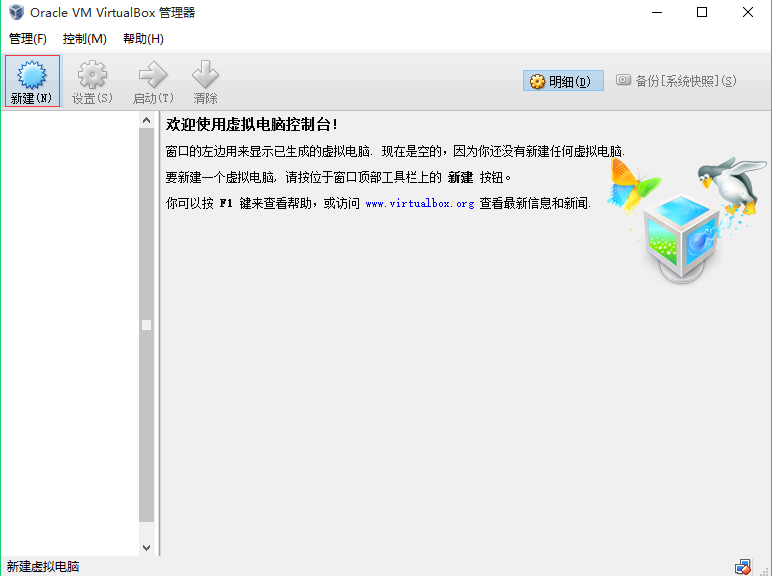 Oracle VM VirtualBox 管理器
管理(F) 控制(M) 帮助(H)
新建(N) 设置(S) 启动(T) 清除 明细(D) 备份[系统快照](S)
欢迎使用虚拟电脑控制台!
窗口的左边用来显示已生成的虚拟电脑. 现在是空的，因为你还没有新建任何虚拟电脑.
要新建一个虚拟电脑, 请按位于窗口顶部工具栏上的 新建 按钮。
你可以按 F1 键来查看帮助，或访问 www.virtualbox.org 查看最新信息和新闻.
新建虚拟电脑